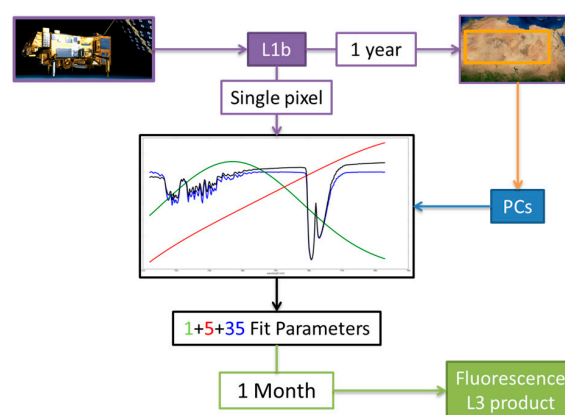 L1b
1 year
Single pixel
PCs
1+5+35 Fit Parameters
1 Month
Fluorescence
L3 product